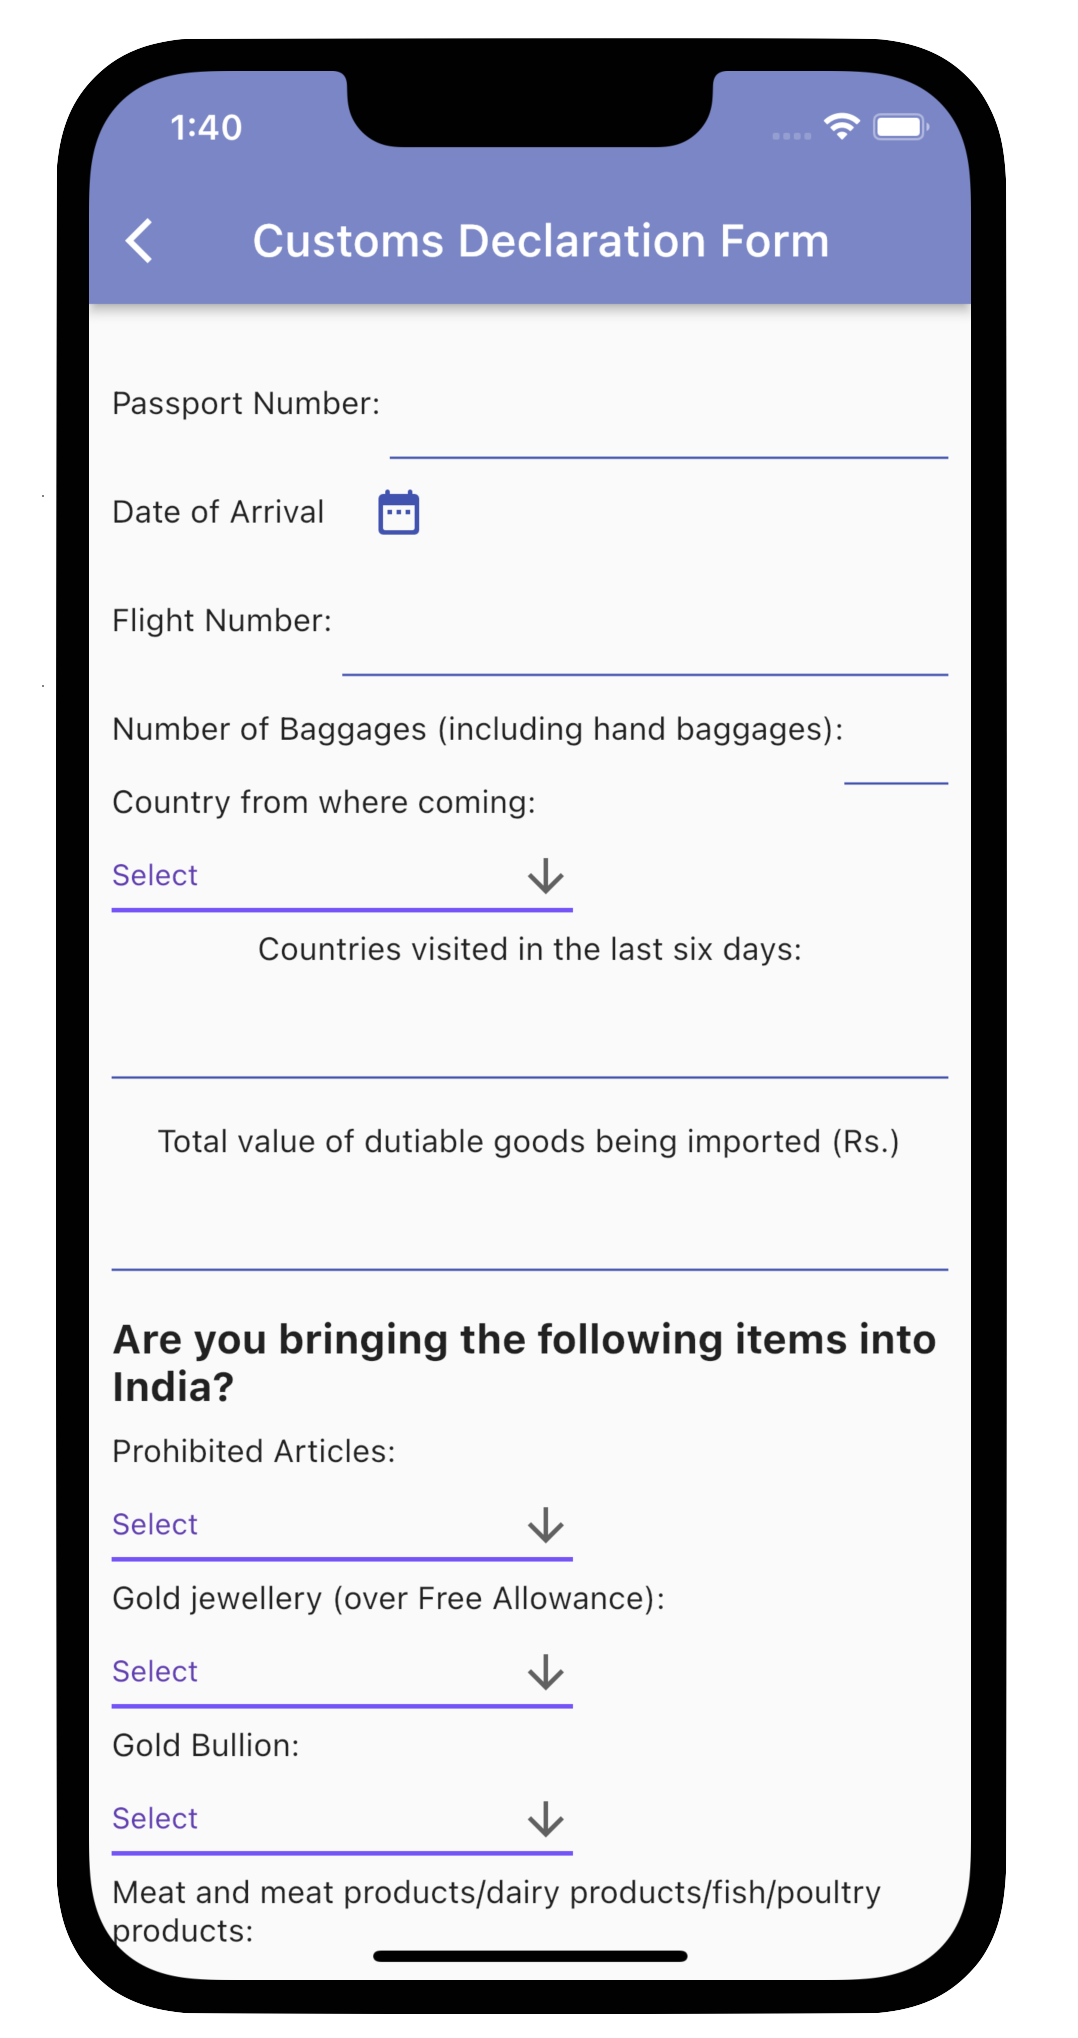 1:40
Customs Declaration Form
Passport Number:
Date of Arrival
Flight Number:
Number of Baggages (including hand baggages):
Country from where coming:
Select
Countries visited in the last six days:
Total value of dutiable goods being imported (Rs.)
Are you bringing the following items into
India?
Prohibited Articles:
Select
Gold jewellery (over Free Allowance):
Select
Gold Bullion:
Select
Meat and meat products/dairy products/fish/poultry
products: